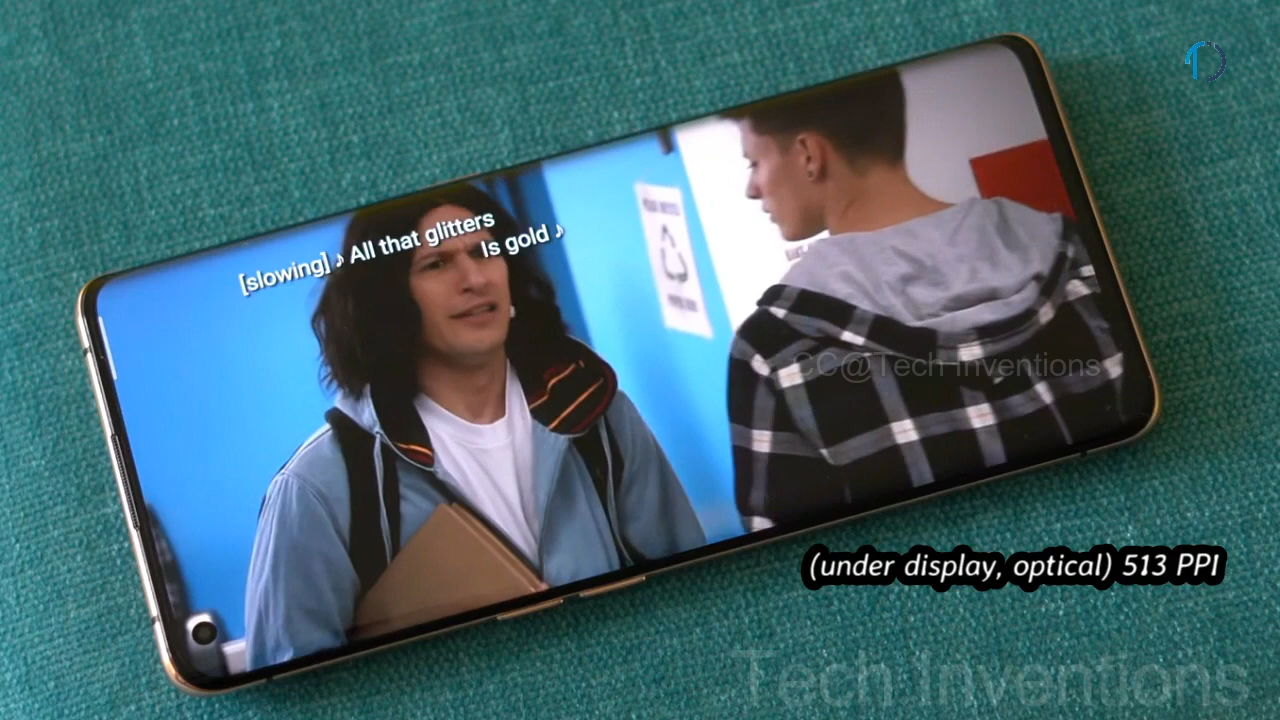 [slowing] ♪ All that glitters
Is gold ♪
CC@Tech Inventions
(under display, optical) 513 PPI
Tech Inventions